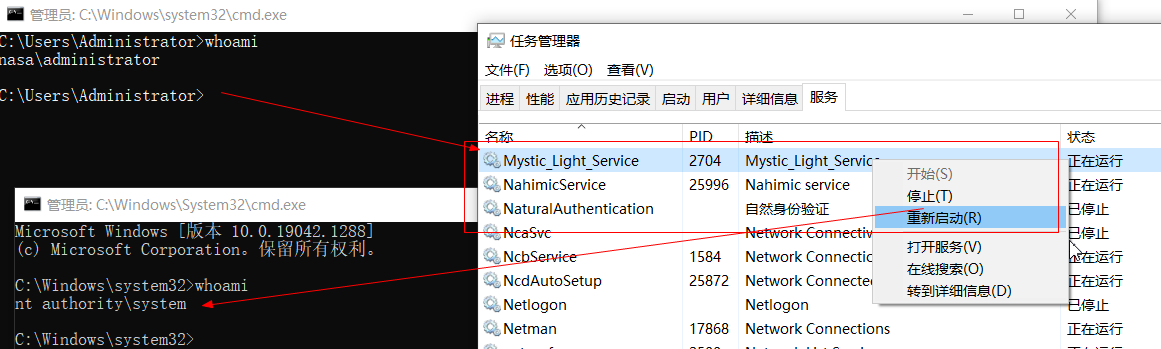 管理员: C:\Windows\system32\cmd.exe
C:\Users\Administrator>whoami
nasa\administrator
C:\Users\Administrator>
任务管理器
文件(F) 选项(O) 查看(V)
进程 性能 应用历史记录 启动 用户 详细信息 服务
名称 PID 描述 状态
Mystic_Light_Service 2704 Mystic_Light_Service 正在运行
NahimicService 25996 Nahimic service 正在运行
NaturalAuthentication 自然身份验证 已停止
NcaSvc Network Connectiv 已停止
NcbService 1584 Network Connection 正在运行
NcdAutoSetup 25872 Network Connected 正在运行
Netlogon Netlogon 已停止
Netman 17868 Network Connections 正在运行
开始(S)
停止(T)
重新启动(R)
打开服务(V)
在线搜索(O)
转到详细信息(D)
管理员: C:\Windows\System32\cmd.exe
Microsoft Windows [版本 10.0.19042.1288]
(c) Microsoft Corporation。保留所有权利。
C:\Windows\system32>whoami
nt authority\system
C:\Windows\system32>